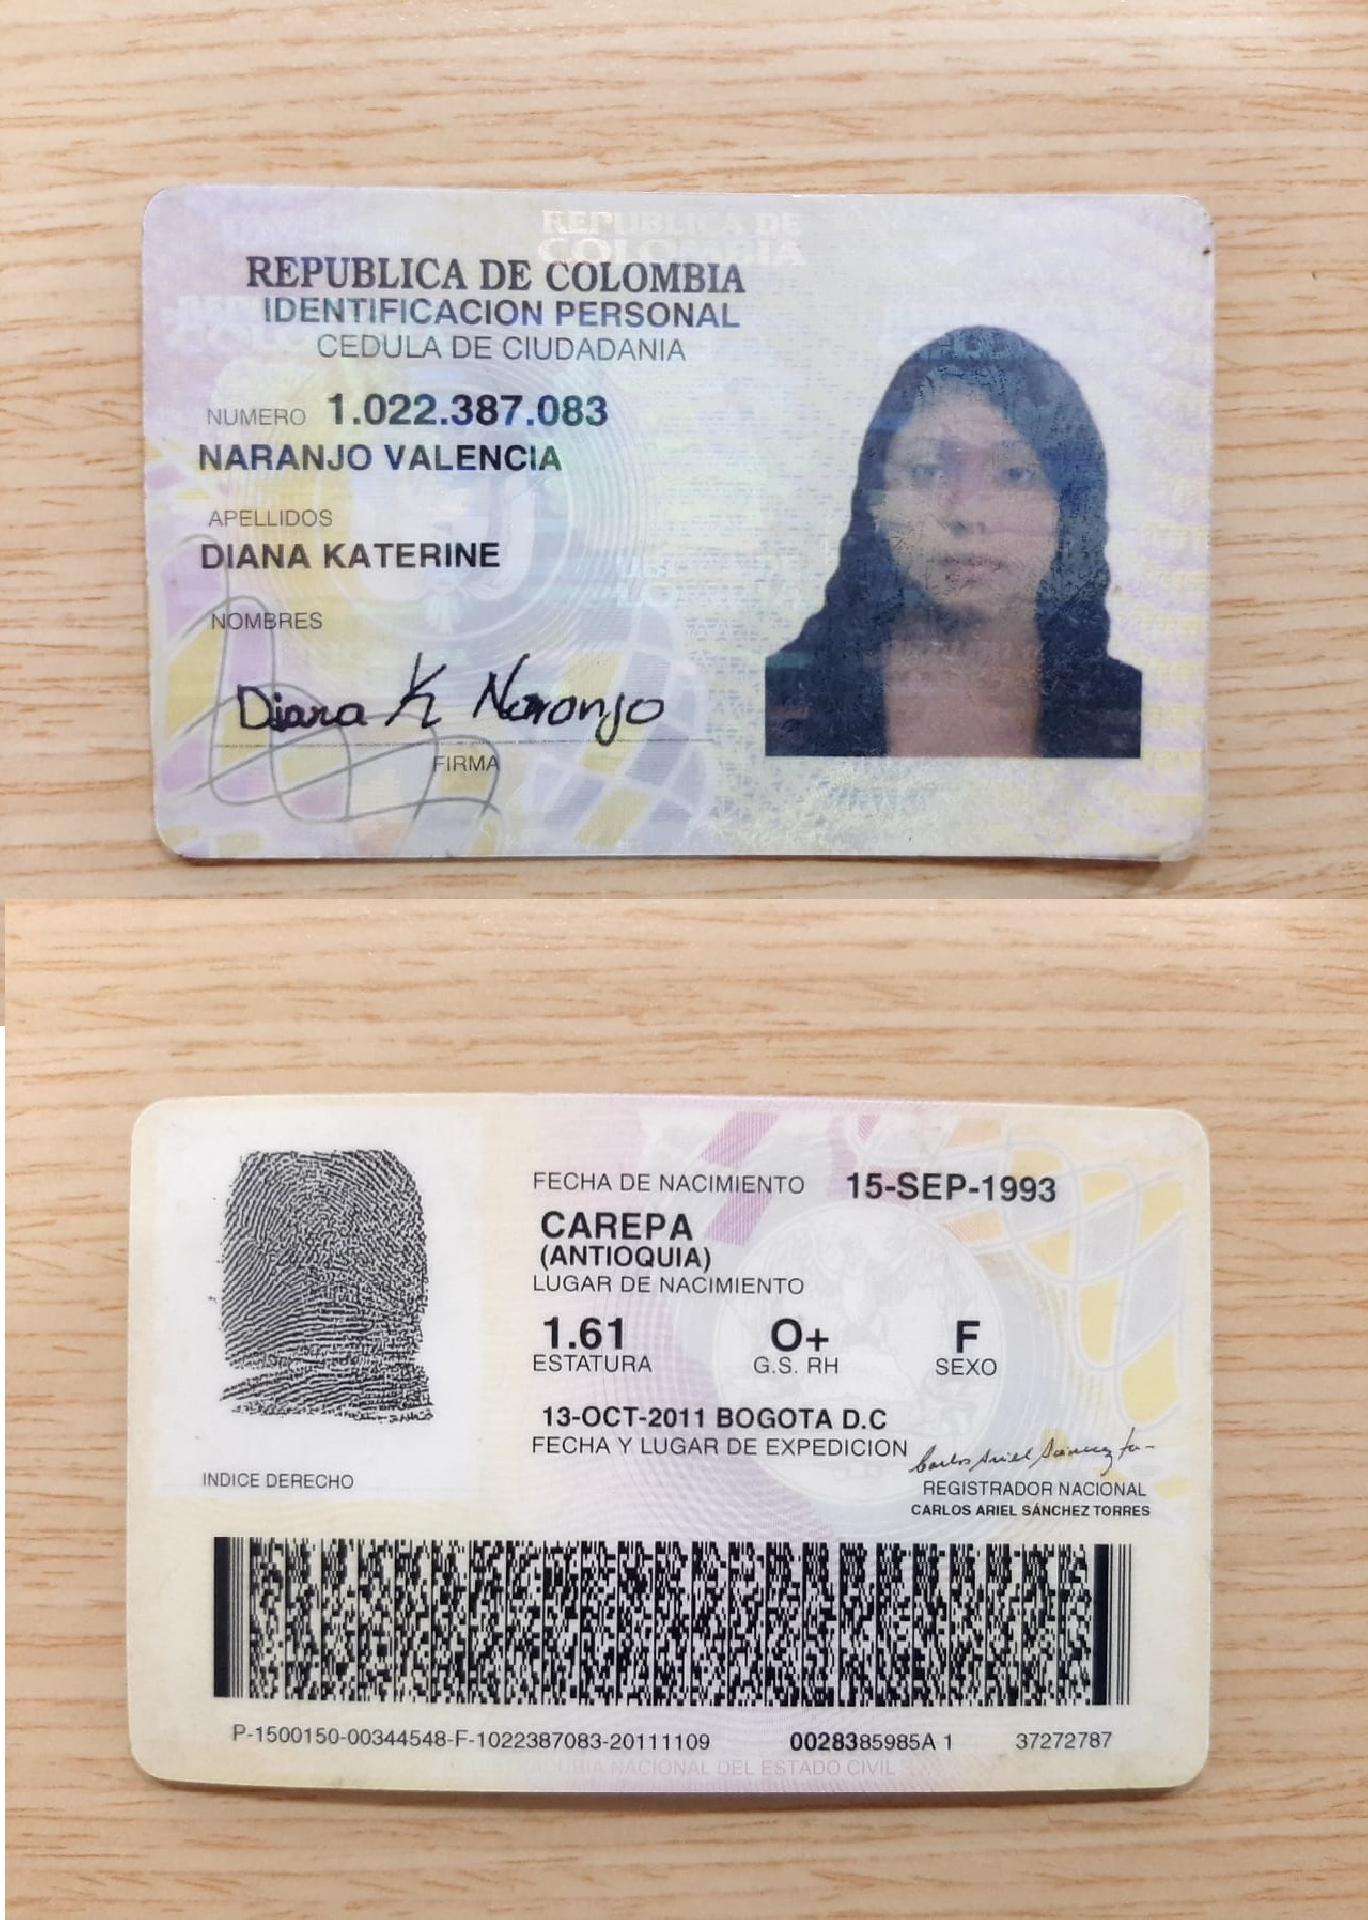 REPUBLICA DE
COLOMBIA
REPUBLICA DE COLOMBIA
IDENTIFICACION PERSONAL
CEDULA DE CIUDADANIA
NUMERO 1.022.387.083
NARANJO VALENCIA
APELLIDOS
DIANA KATERINE
NOMBRES
Diana K Naranjo
FIRMA
FECHA DE NACIMIENTO 15-SEP-1993
CAREPA
(ANTIOQUIA)
LUGAR DE NACIMIENTO
1.61 O+ F
ESTATURA G.S. RH SEXO
13-OCT-2011 BOGOTA D.C
FECHA Y LUGAR DE EXPEDICION
Carlos Ariel Sánchez
REGISTRADOR NACIONAL
CARLOS ARIEL SÁNCHEZ TORRES
INDICE DERECHO
P-1500150-00344548-F-1022387083-20111109 0028385985A 1 37272787
NACIONAL DEL ESTADO CIVIL